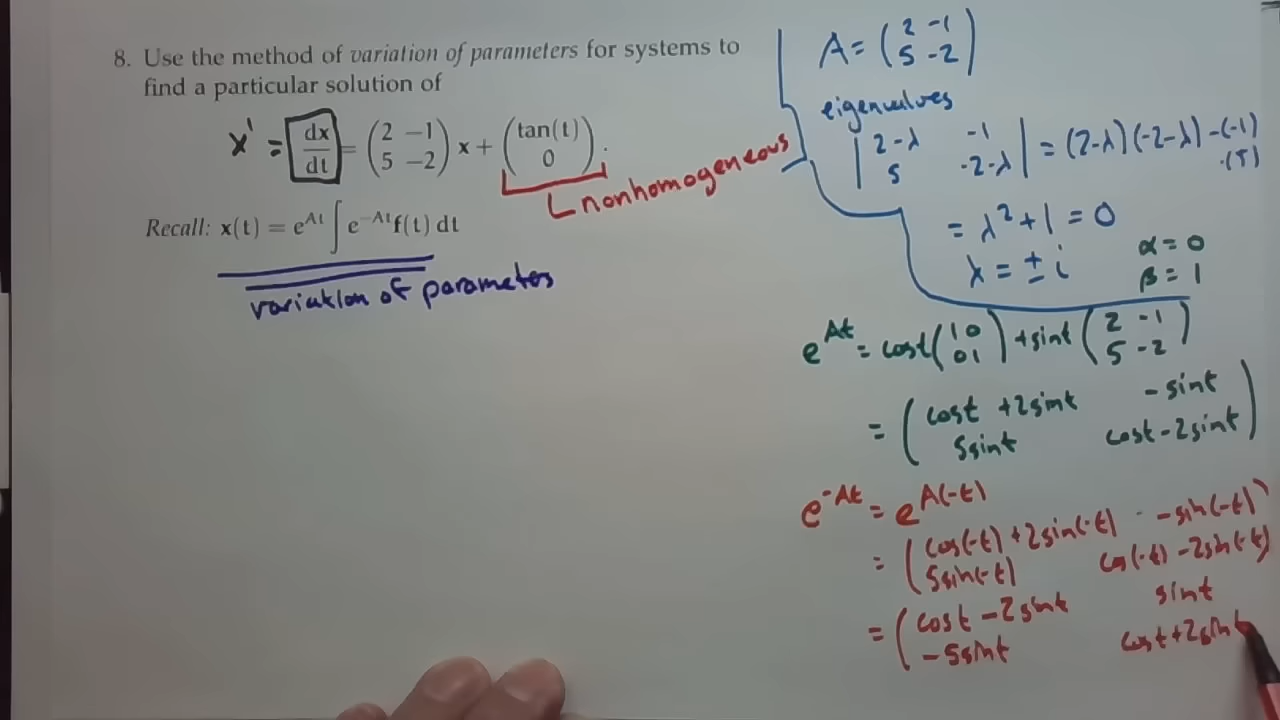 8. Use the method of variation of parameters for systems to
find a particular solution of
x' = dx/dt = (2 -1; 5 -2) x + (tan(t); 0).
nonhomogeneous
Recall: x(t) = e^{At} ∫ e^{-At} f(t) dt
variation of parameters
A = (2 -1; 5 -2)
eigenvalues
|2-λ -1; 5 -2-λ| = (2-λ)(-2-λ) -(-1)·(5)
= λ² + 1 = 0
λ = ± i
α = 0
β = 1
e^{At} = cost (1 0; 0 1) + sint (2 -1; 5 -2)
= (cost + 2sint -sint; 5sint cost - 2sint)
e^{-At} = e^{A(-t)}
= (cos(-t) + 2sin(-t) -sin(-t); 5sin(-t) cos(-t) - 2sin(-t))
= (cost - 2sint sint; -5sint cost + 2sint